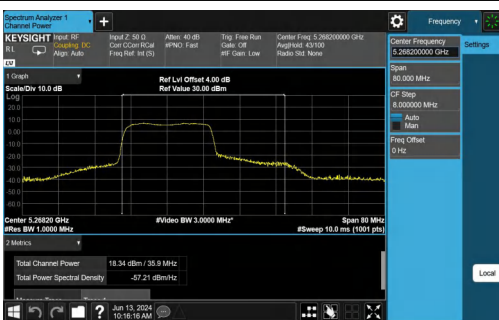 Spectrum Analyzer 1
Channel Power
Frequency
KEYSIGHT
RL
Input: RF
Coupling: DC
Align: Auto
Input Z: 50 Ω
Corr CCorr RCal
Freq Ref: Int (S)
Atten: 40 dB
#PNO: Fast
Trig: Free Run
Gate: Off
#IF Gain: Low
Center Freq: 5.268200000 GHz
Avg|Hold: 43/100
Radio Std: None
LXI
Center Frequency
5.268200000 GHz
Settings
Span
80.000 MHz
CF Step
8.000000 MHz
Auto
Man
Freq Offset
0 Hz
Local
1 Graph
Scale/Div 10.0 dB
Ref Lvl Offset 4.00 dB
Ref Value 30.00 dBm
Log
20.0
10.0
0.00
-10.0
-20.0
-30.0
-40.0
-50.0
-60.0
Center 5.26820 GHz
#Res BW 1.0000 MHz
#Video BW 3.0000 MHz*
Span 80 MHz
#Sweep 10.0 ms (1001 pts)
2 Metrics
Total Channel Power
18.34 dBm / 35.9 MHz
Total Power Spectral Density
-57.21 dBm/Hz
?
Jun 13, 2024
10:16:16 AM